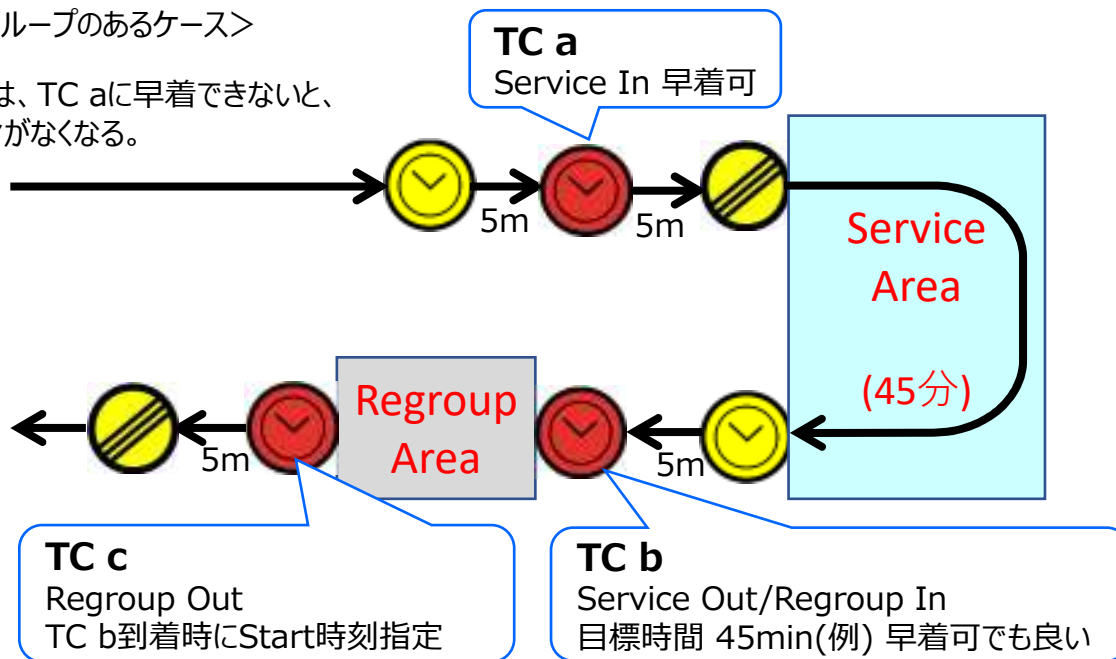 ループのあるケース＞
は、TC aに早着できないと、
がなくなる。
TC a
Service In 早着可
5m
5m
Service
Area
(45分)
Regroup
Area
5m
5m
TC c
Regroup Out
TC b到着時にStart時刻指定
TC b
Service Out/Regroup In
目標時間 45min(例) 早着可でも良い